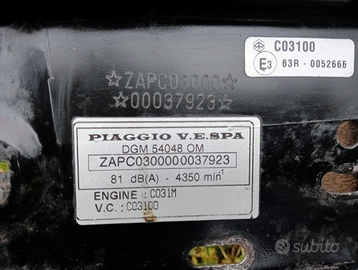 C03100
E3 63R - 0052666
☆ZAPC03000☆
☆00037923☆
PIAGGIO V.E.SPA
DGM 54048 OM
ZAPC0300000037923
81 dB(A) - 4350 min¹
ENGINE : C031M
V.C.: C03100
subito